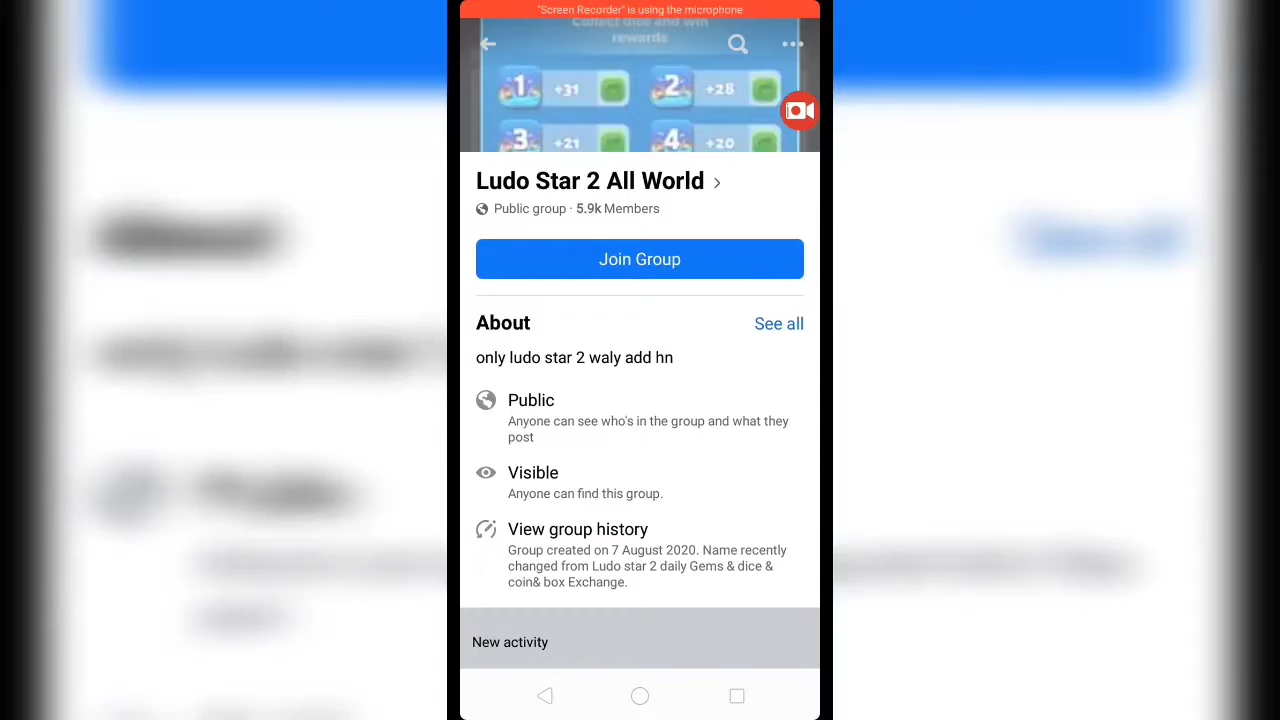 "Screen Recorder" is using the microphone
Collect dice and win
rewards
1 +31 2 +28
3 +21 4 +20
Ludo Star 2 All World
Public group · 5.9k Members
Join Group
About
See all
only ludo star 2 waly add hn
Public
Anyone can see who's in the group and what they
post
Visible
Anyone can find this group.
View group history
Group created on 7 August 2020. Name recently
changed from Ludo star 2 daily Gems & dice &
coin& box Exchange.
New activity